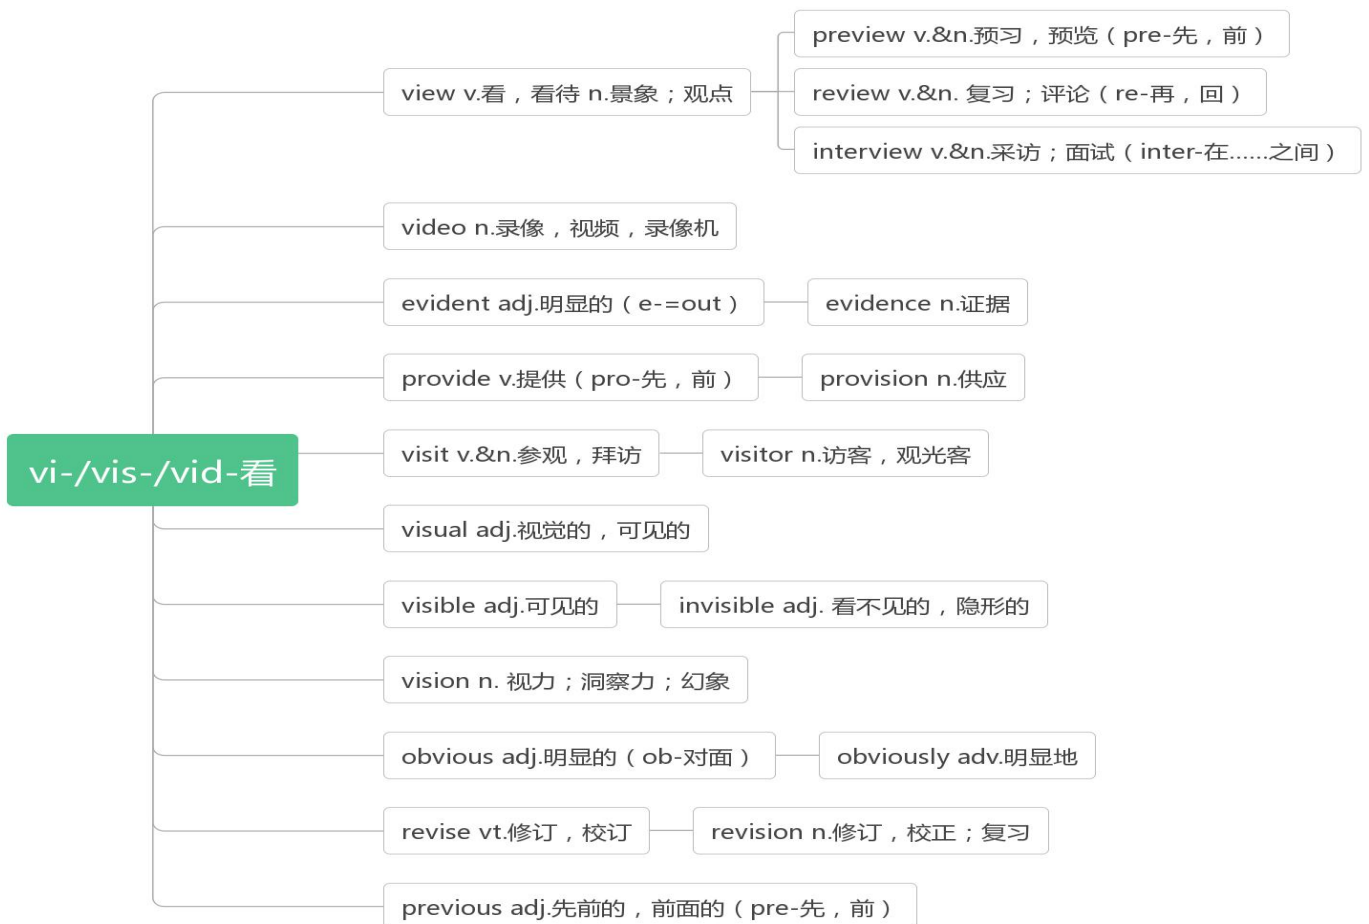 preview v.&n.预习，预览（pre-先，前）
view v.看，看待 n.景象；观点
review v.&n. 复习；评论（re-再，回）
interview v.&n.采访；面试（inter-在......之间）
video n.录像，视频，录像机
evident adj.明显的（e-=out）
evidence n.证据
provide v.提供（pro-先，前）
provision n.供应
vi-/vis-/vid-看
visit v.&n.参观，拜访
visitor n.访客，观光客
visual adj.视觉的，可见的
visible adj.可见的
invisible adj. 看不见的，隐形的
vision n. 视力；洞察力；幻象
obvious adj.明显的（ob-对面）
obviously adv.明显地
revise vt.修订，校订
revision n.修订，校正；复习
previous adj.先前的，前面的（pre-先，前）